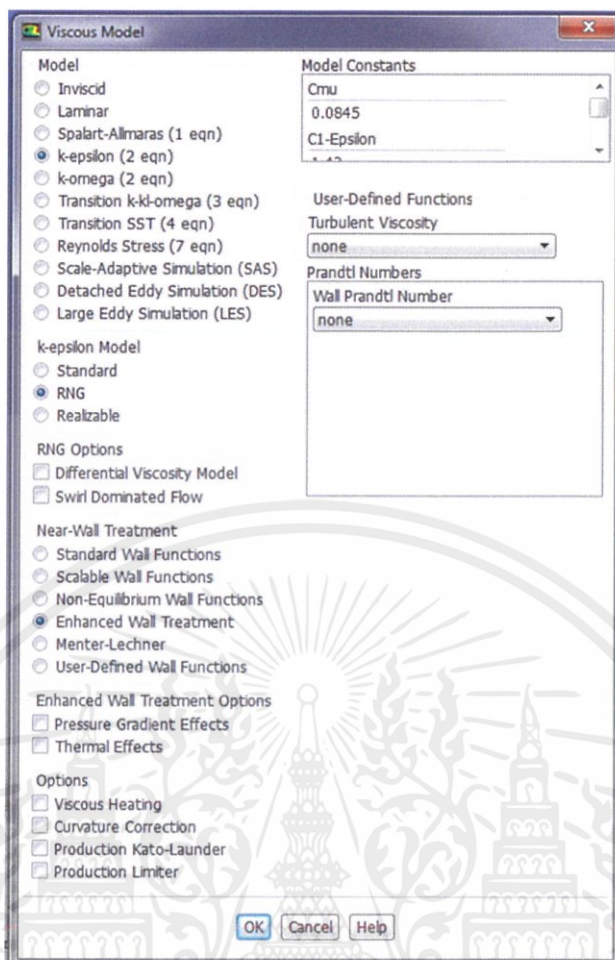 Viscous Model
Model
Inviscid
Laminar
Spalart-Allmaras (1 eqn)
k-epsilon (2 eqn)
k-omega (2 eqn)
Transition k-kl-omega (3 eqn)
Transition SST (4 eqn)
Reynolds Stress (7 eqn)
Scale-Adaptive Simulation (SAS)
Detached Eddy Simulation (DES)
Large Eddy Simulation (LES)
k-epsilon Model
Standard
RNG
Realizable
RNG Options
Differential Viscosity Model
Swirl Dominated Flow
Near-Wall Treatment
Standard Wall Functions
Scalable Wall Functions
Non-Equilibrium Wall Functions
Enhanced Wall Treatment
Menter-Lechner
User-Defined Wall Functions
Enhanced Wall Treatment Options
Pressure Gradient Effects
Thermal Effects
Options
Viscous Heating
Curvature Correction
Production Kato-Launder
Production Limiter
Model Constants
Cmu
0.0845
C1-Epsilon
User-Defined Functions
Turbulent Viscosity
none
Prandtl Numbers
Wall Prandtl Number
none
OK Cancel Help